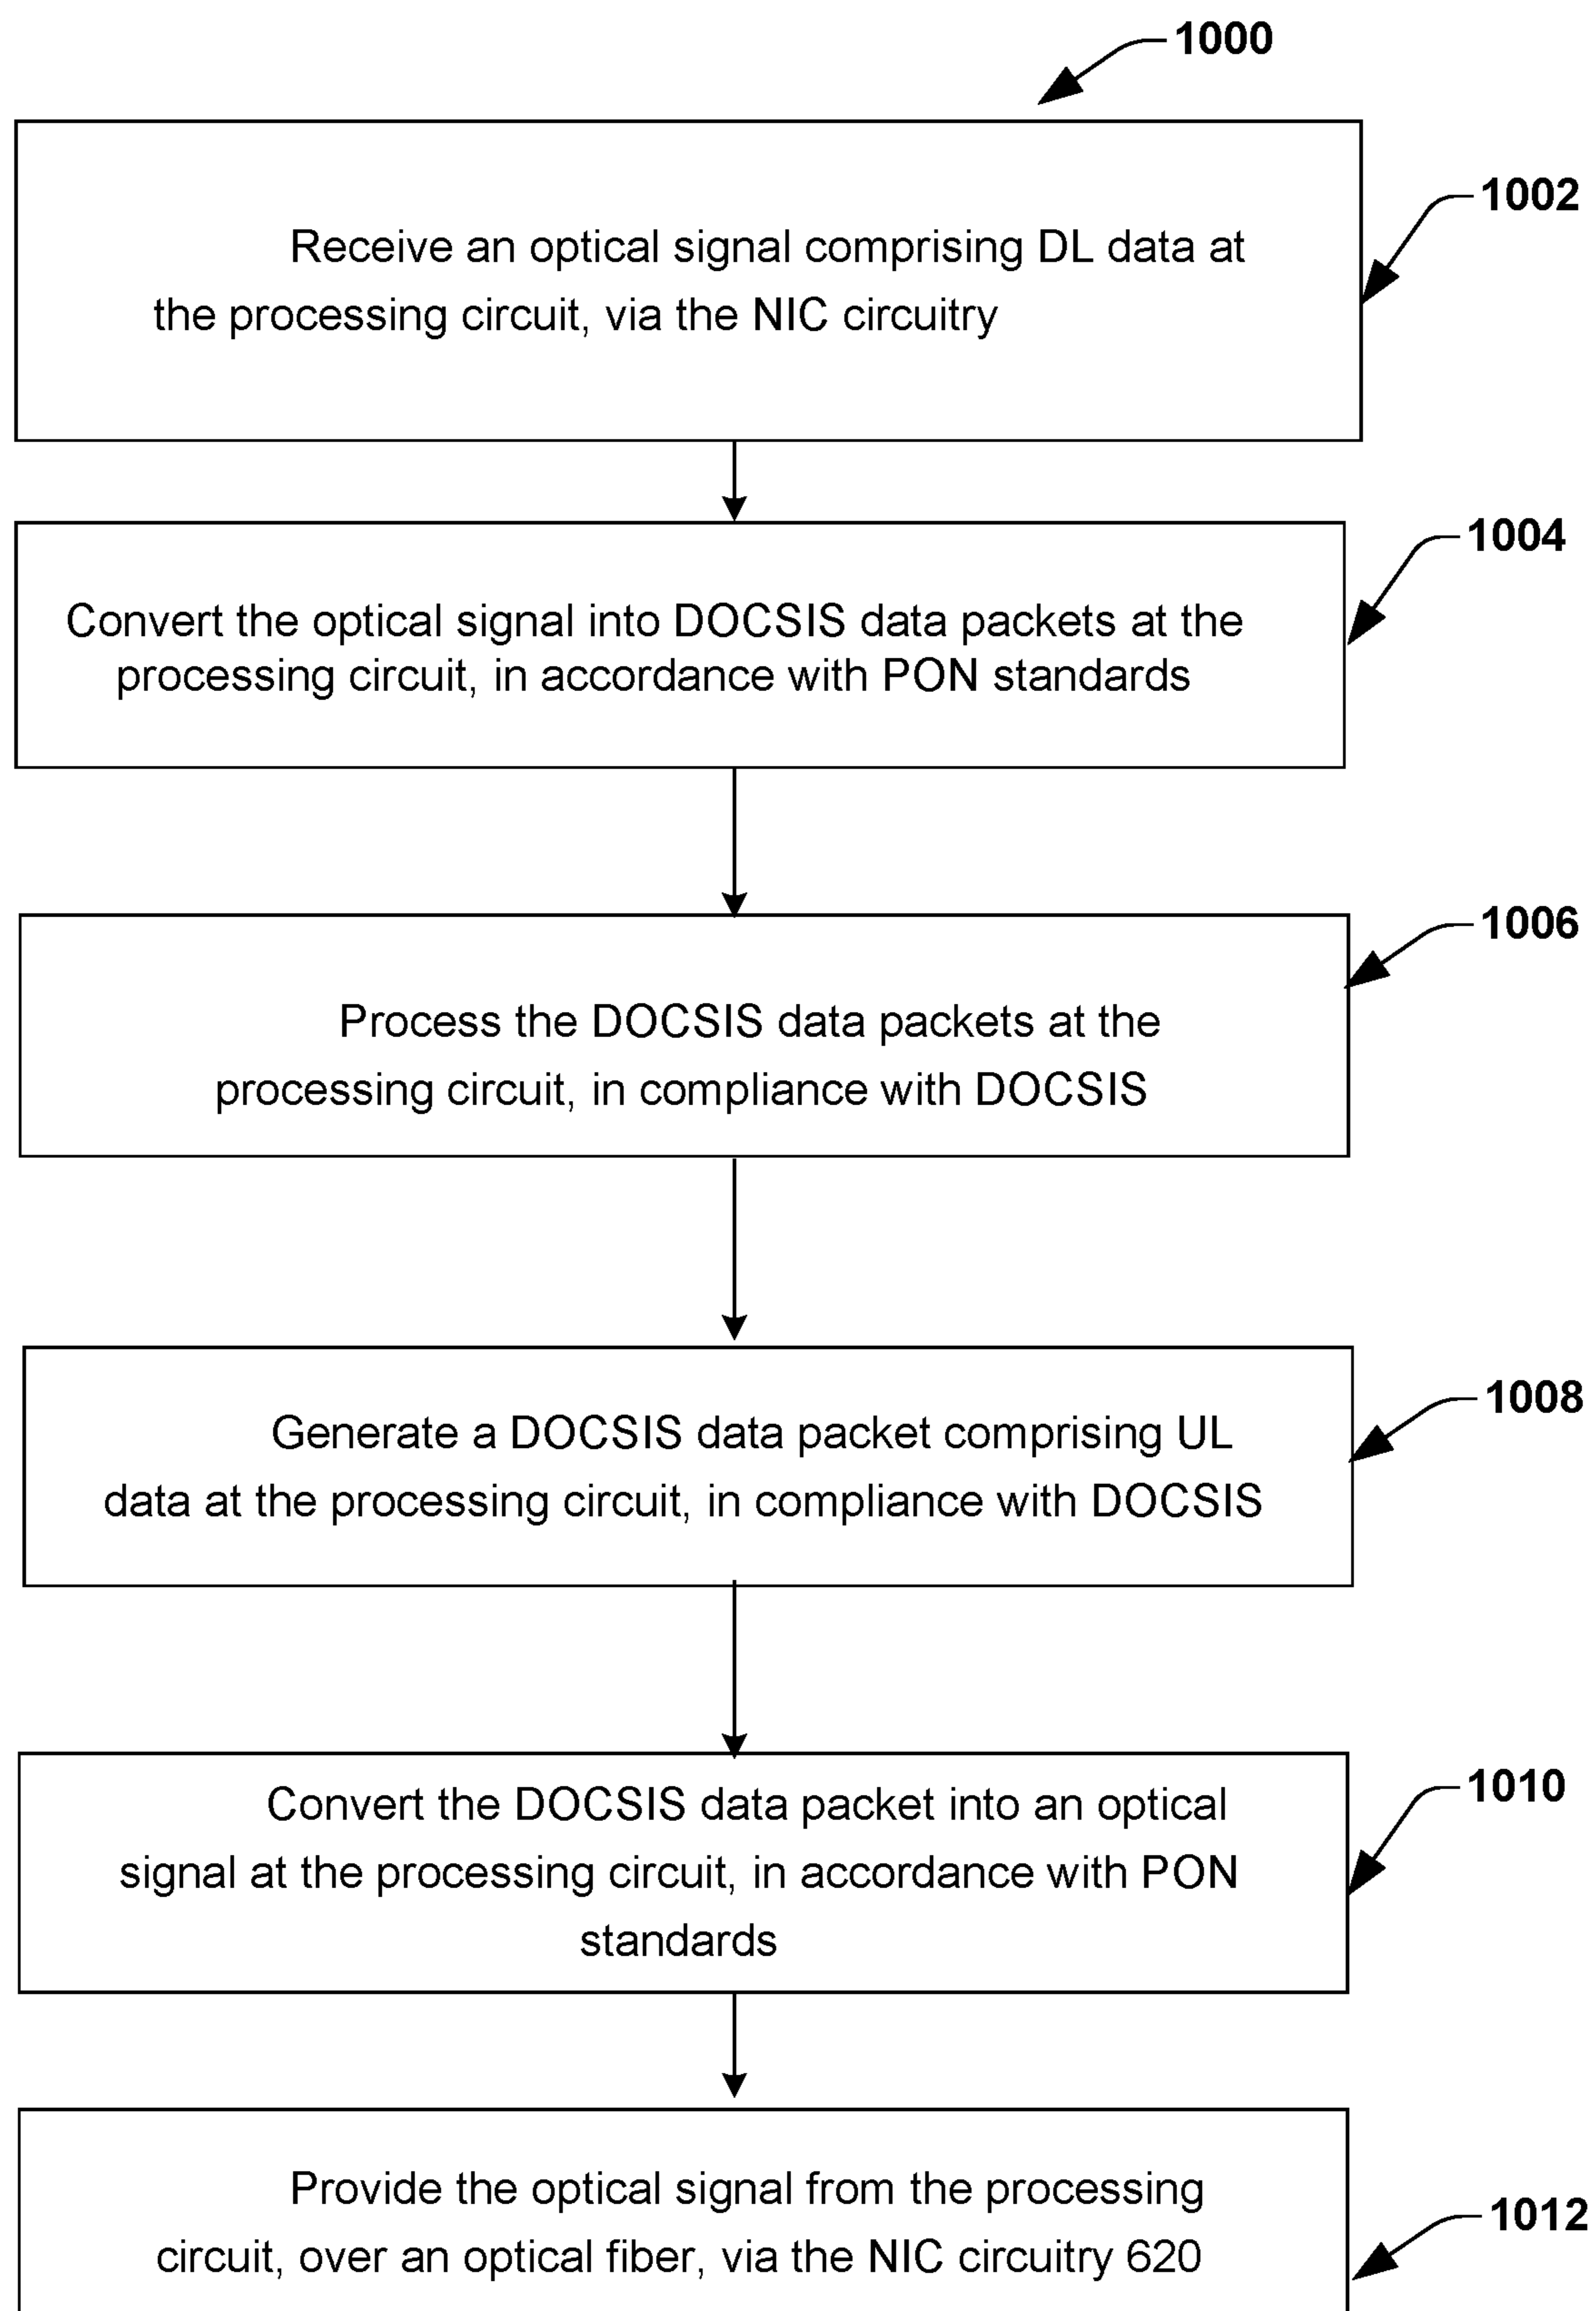 1000
1002
Receive an optical signal comprising DL data at
the processing circuit, via the NIC circuitry
1004
Convert the optical signal into DOCSIS data packets at the
processing circuit, in accordance with PON standards
1006
Process the DOCSIS data packets at the
processing circuit, in compliance with DOCSIS
1008
Generate a DOCSIS data packet comprising UL
data at the processing circuit, in compliance with DOCSIS
1010
Convert the DOCSIS data packet into an optical
signal at the processing circuit, in accordance with PON
standards
1012
Provide the optical signal from the processing
circuit, over an optical fiber, via the NIC circuitry 620